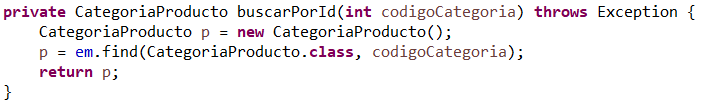 private CategoriaProducto buscarPorId(int codigoCategoria) throws Exception {
    CategoriaProducto p = new CategoriaProducto();
    p = em.find(CategoriaProducto.class, codigoCategoria);
    return p;
}